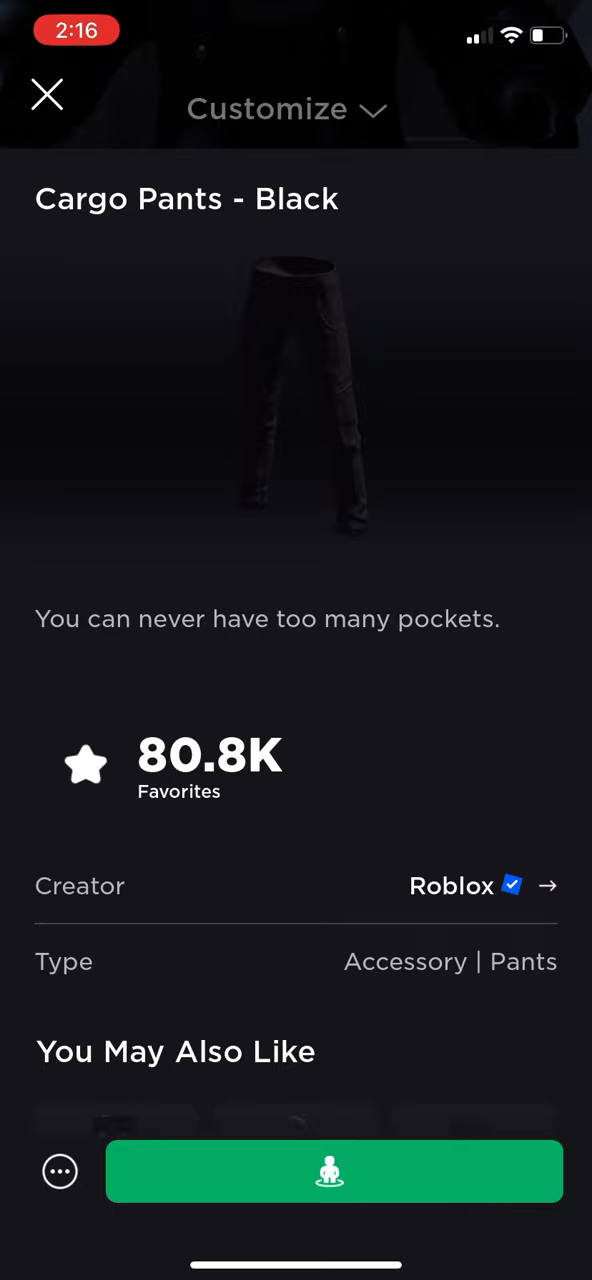 2:16
Customize
Cargo Pants - Black
You can never have too many pockets.
80.8K
Favorites
Creator
Roblox
Type
Accessory | Pants
You May Also Like